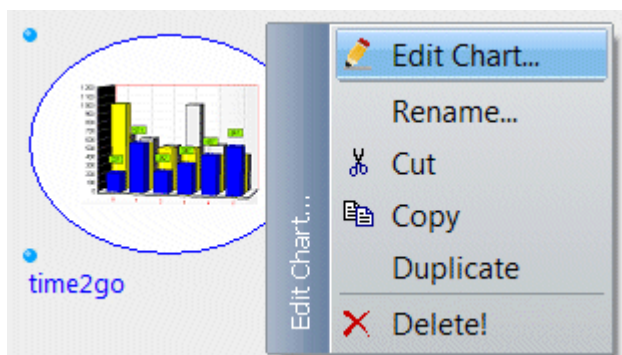 Edit Chart...
Rename...
Cut
Copy
Duplicate
Delete!
Edit Chart...
time2go